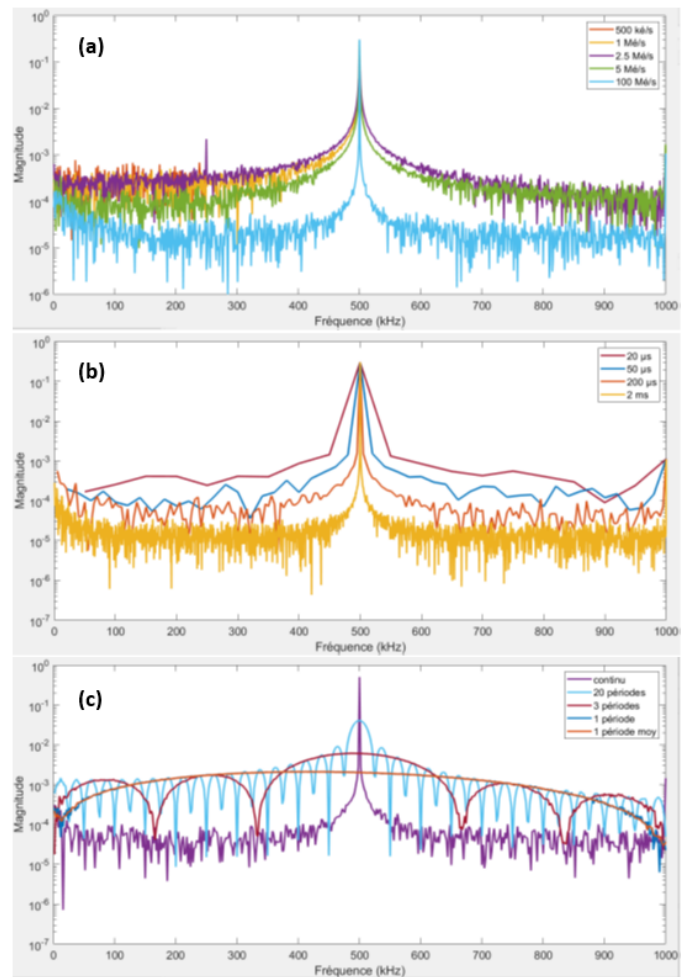 (a)
500 ké/s
1 Mé/s
2.5 Mé/s
5 Mé/s
100 Mé/s
Magnitude
10^0
10^-1
10^-2
10^-3
10^-4
10^-5
10^-6
0 100 200 300 400 500 600 700 800 900 1000
Fréquence (kHz)
(b)
20 µs
50 µs
200 µs
2 ms
Magnitude
10^0
10^-1
10^-2
10^-3
10^-4
10^-5
10^-6
10^-7
0 100 200 300 400 500 600 700 800 900 1000
Fréquence (kHz)
(c)
continu
20 périodes
3 périodes
1 période
1 période moy
Magnitude
10^0
10^-1
10^-2
10^-3
10^-4
10^-5
10^-6
10^-7
0 100 200 300 400 500 600 700 800 900 1000
Fréquence (kHz)